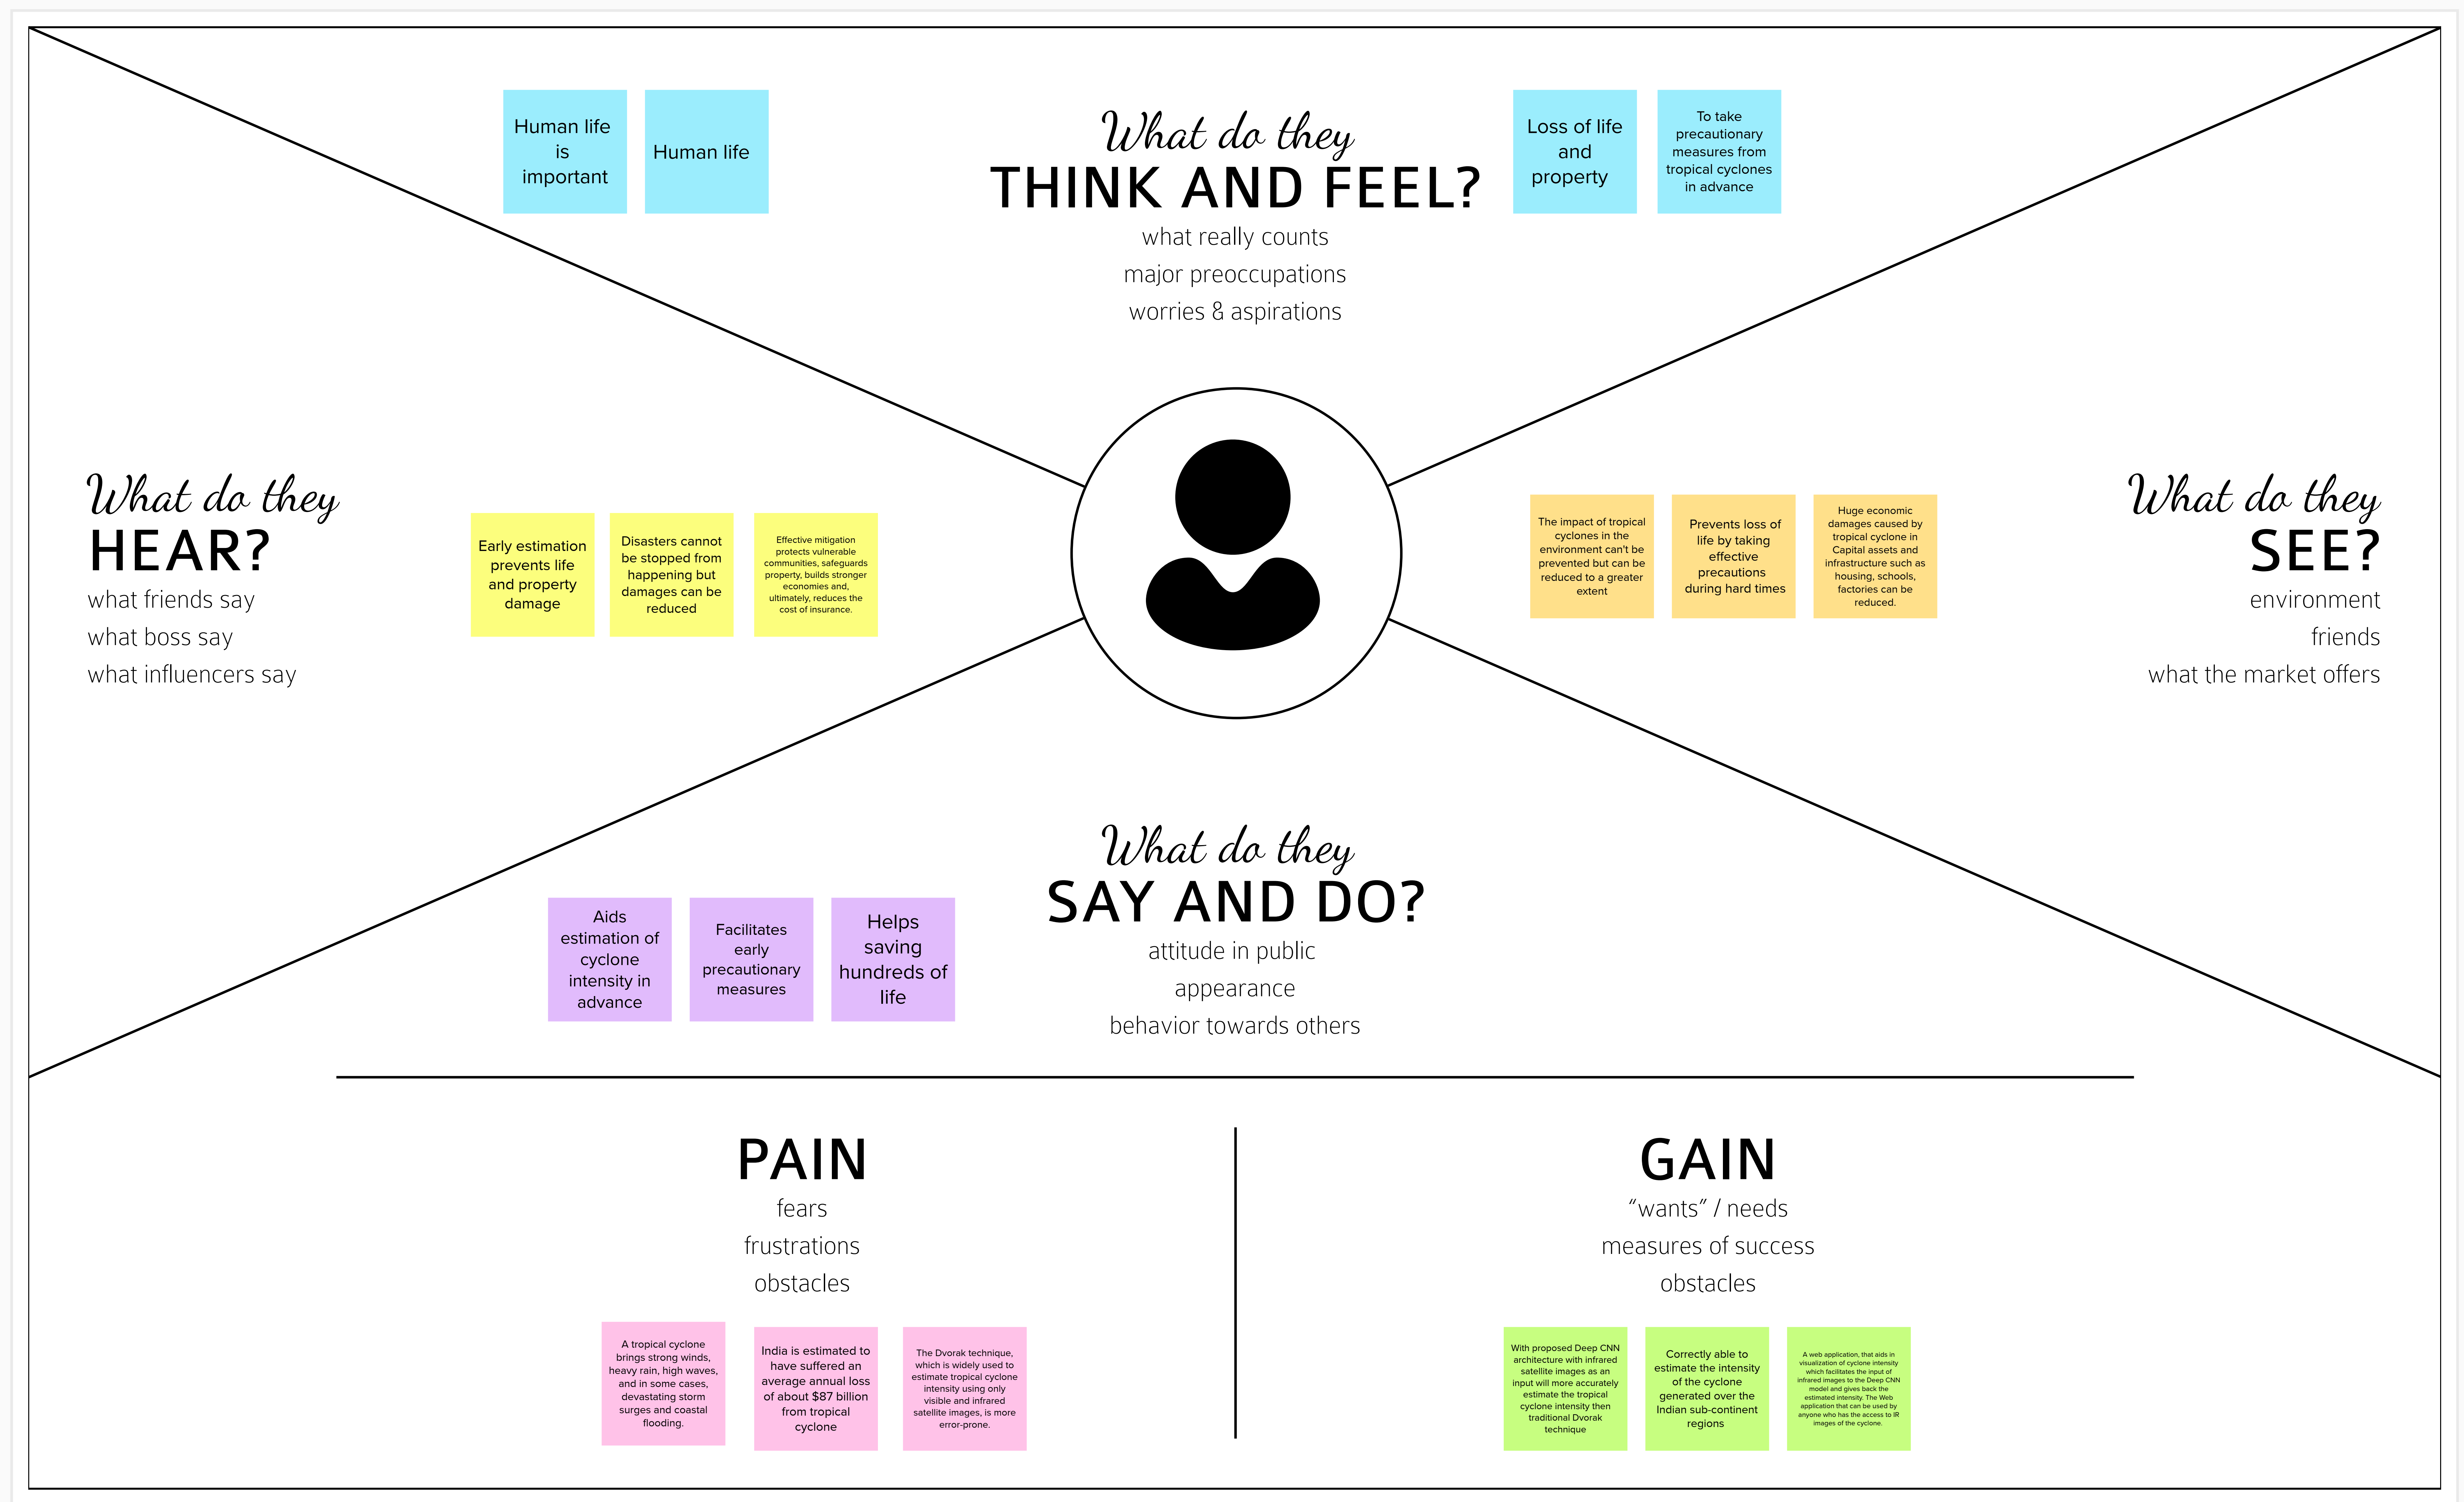 Human life
is
important
Human life
What do they
THINK AND FEEL?
what really counts
major preoccupations
worries & aspirations
Loss of life
and
property
To take
precautionary
measures from
tropical cyclones
in advance
What do they
HEAR?
what friends say
what boss say
what influencers say
Early estimation
prevents life
and property
damage
Disasters cannot
be stopped from
happening but
damages can be
reduced
Effective mitigation
protects vulnerable
communities, safeguards
property, builds stronger
economies and,
ultimately, reduces the
cost of insurance.
The impact of tropical
cyclones in the
environment can't be
prevented but can be
reduced to a greater
extent
Prevents loss of
life by taking
effective
precautions
during hard times
Huge economic
damages caused by
tropical cyclone in
Capital assets and
infrastructure such as
housing, schools,
factories can be
reduced.
What do they
SEE?
environment
friends
what the market offers
Aids
estimation of
cyclone
intensity in
advance
Facilitates
early
precautionary
measures
Helps
saving
hundreds of
life
What do they
SAY AND DO?
attitude in public
appearance
behavior towards others
PAIN
fears
frustrations
obstacles
A tropical cyclone
brings strong winds,
heavy rain, high waves,
and in some cases,
devastating storm
surges and coastal
flooding.
India is estimated to
have suffered an
average annual loss
of about $87 billion
from tropical
cyclone
The Dvorak technique,
which is widely used to
estimate tropical cyclone
intensity using only
visible and infrared
satellite images, is more
error-prone.
GAIN
“wants” / needs
measures of success
obstacles
With proposed Deep CNN
architecture with infrared
satellite images as an
input will more accurately
estimate the tropical
cyclone intensity then
traditional Dvorak
technique
Correctly able to
estimate the intensity
of the cyclone
generated over the
Indian sub-continent
regions
A web application, that aids in
visualization of cyclone intensity
which facilitates the input of
infrared images to the Deep CNN
model and gives back the
estimated intensity. The Web
application that can be used by
anyone who has the access to IR
images of the cyclone.